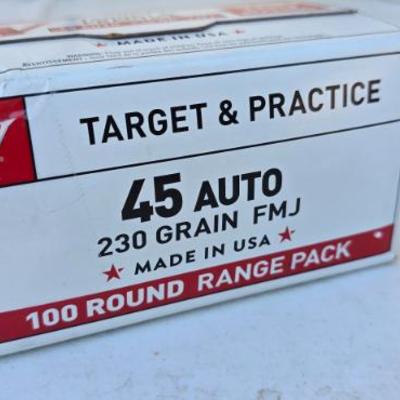 MADE IN USA
TARGET & PRACTICE
45 AUTO
230 GRAIN FMJ
MADE IN USA
100 ROUND RANGE PACK